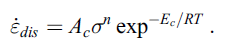 ε̇_dis = A_c σ^n exp^{−E_c/RT} .